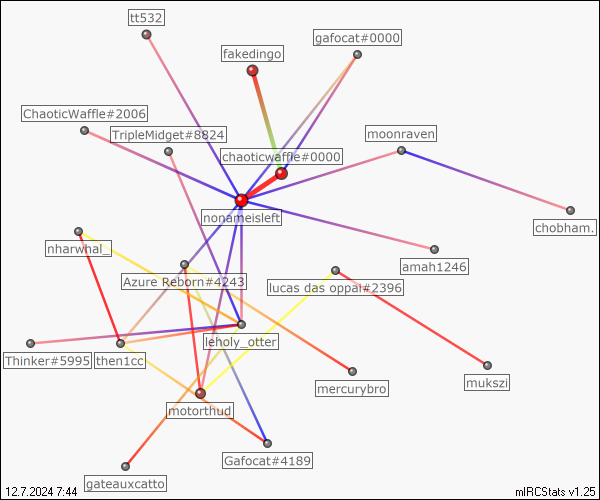 tt532
gafocat#0000
fakedingo
ChaoticWaffle#2006
TripleMidget#8824
moonraven
chaoticwaffle#0000
nonameisleft
chobham.
nharwhal_
amah1246
Azure Reborn#4243
lucas das oppai#2396
leholy_otter
Thinker#5995
then1cc
mercurybro
mukszi
motorthud
Gafocat#4189
gateauxcatto
12.7.2024 7:44
mIRCStats v1.25